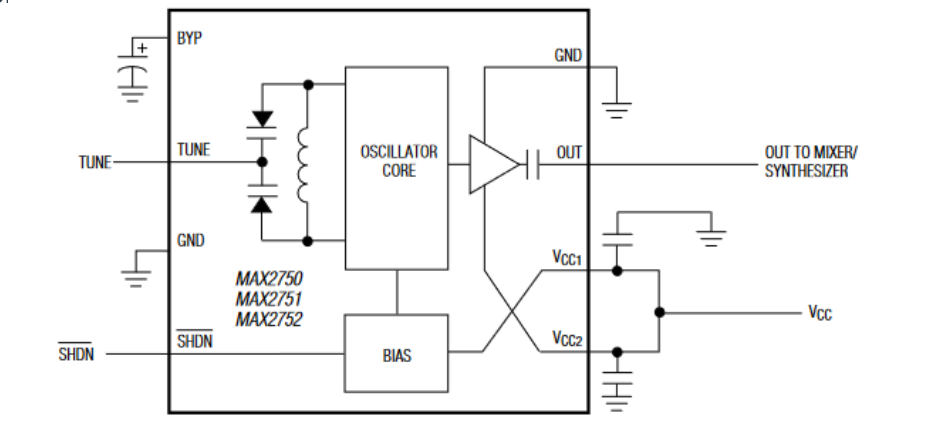 BYP
+
GND
TUNE
TUNE
OSCILLATOR
CORE
OUT
OUT TO MIXER/
SYNTHESIZER
GND
MAX2750
MAX2751
MAX2752
VCC1
VCC
SHDN
SHDN
BIAS
VCC2